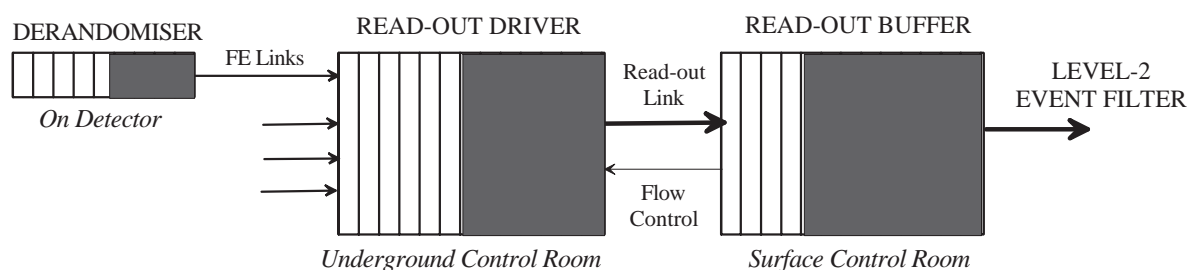 DERANDOMISER
FE Links
On Detector
READ-OUT DRIVER
Underground Control Room
Read-out
Link
Flow
Control
READ-OUT BUFFER
Surface Control Room
LEVEL-2
EVENT FILTER